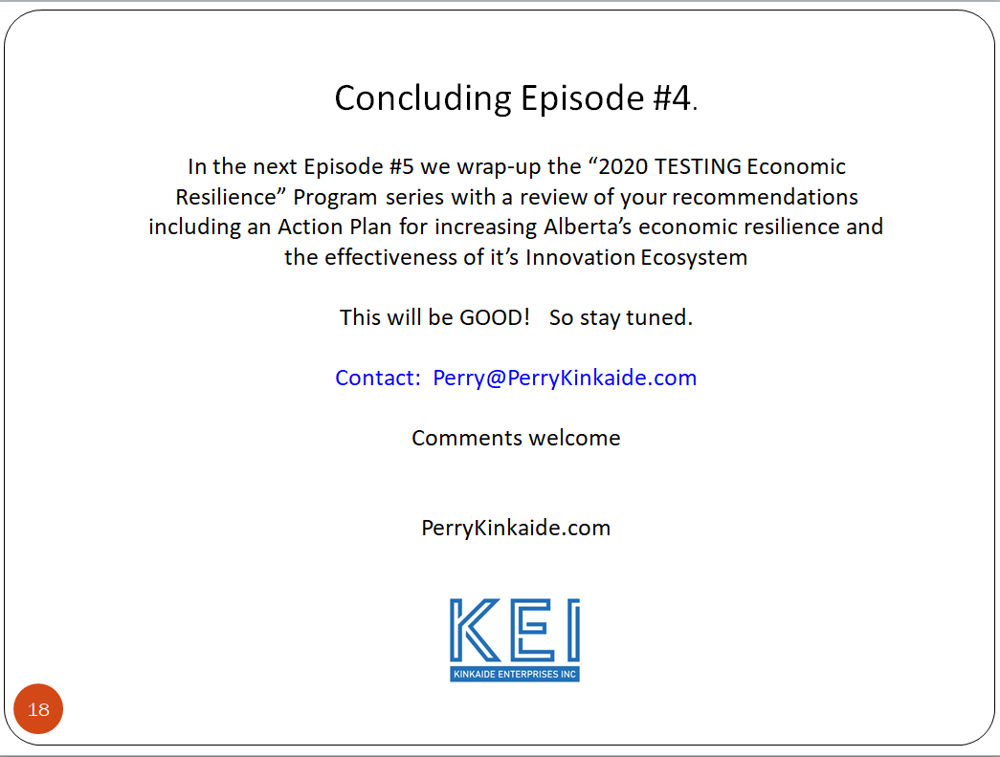 Concluding Episode #4.
In the next Episode #5 we wrap-up the “2020 TESTING Economic
Resilience” Program series with a review of your recommendations
including an Action Plan for increasing Alberta’s economic resilience and
the effectiveness of it’s Innovation Ecosystem
This will be GOOD!   So stay tuned.
Contact:  Perry@PerryKinkaide.com
Comments welcome
PerryKinkaide.com
KEI
KINKAIDE ENTERPRISES INC
18